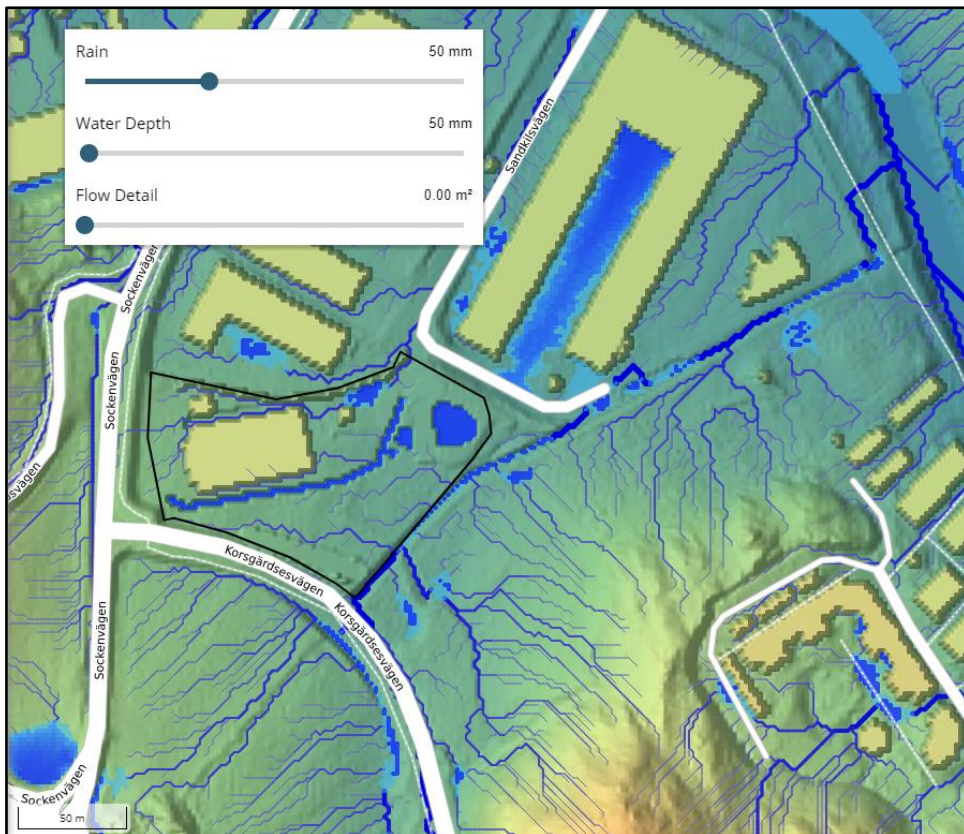 Rain 50 mm
Water Depth 50 mm
Flow Detail 0.00 m²
Sandkilsvägen
Sockenvägen
Sockenvägen
Korsgärdsesvägen
Korsgärdsesvägen
Sockenvägen
Sockenvägen
50 m